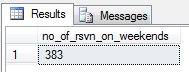 Results Messages
no_of_rsvn_on_weekends
1 383